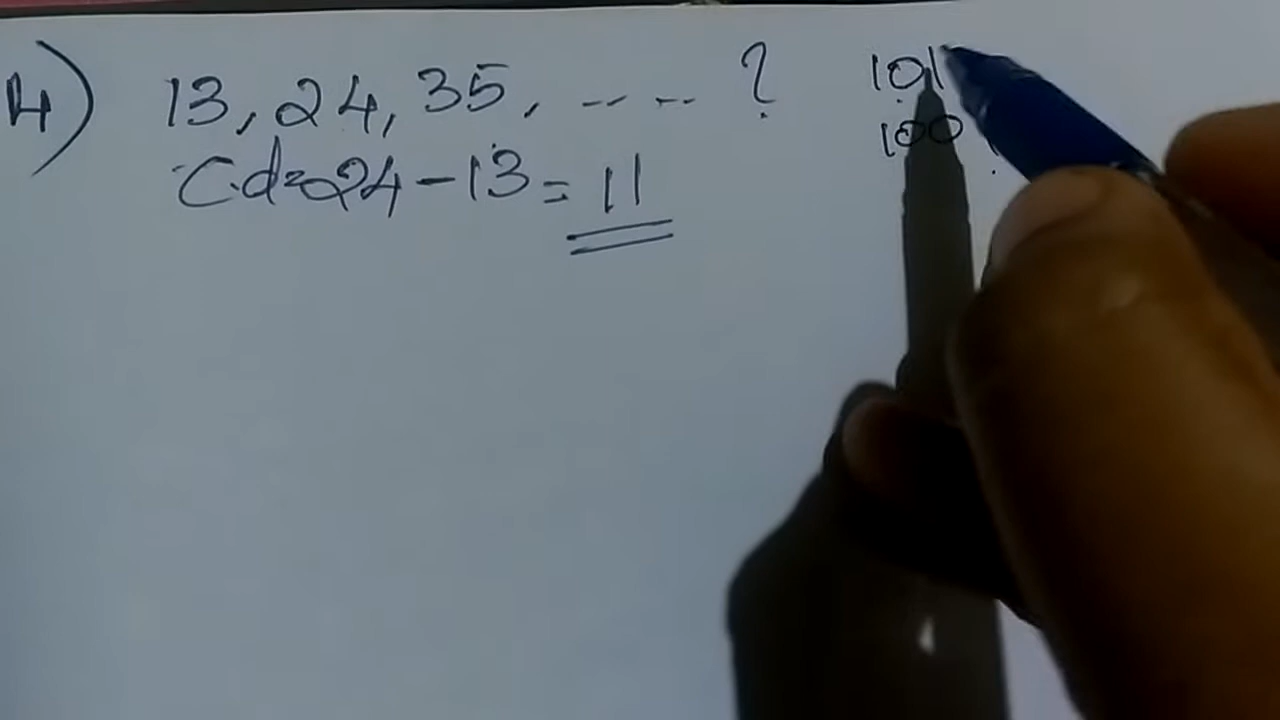 4) 13, 24, 35, -- -- ?
Cd=24-13=11
101
100